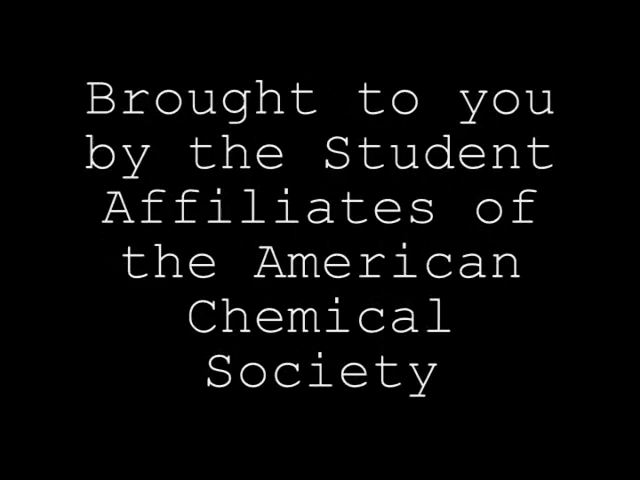 Brought to you
by the Student
Affiliates of
the American
Chemical
Society